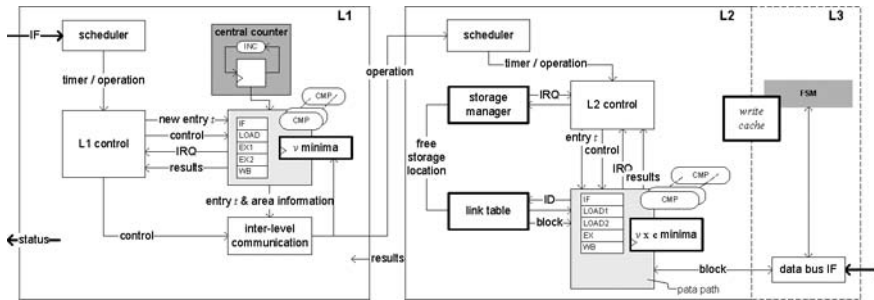 L1
IF
scheduler
timer / operation
central counter
INC
CMP
CMP
L1 control
new entry t
control
IRQ
results
IF
LOAD
EX1
EX2
WB
v minima
entry t & area information
status
control
inter-level
communication
results
operation
L2
scheduler
timer / operation
storage
manager
IRQ
L2 control
free
storage
location
entry t
control
IRQ
results
CMP
CMP
link table
ID
block
IF
LOAD1
LOAD2
EX
WB
v x e minima
pata path
block
L3
FSM
write
cache
data bus IF